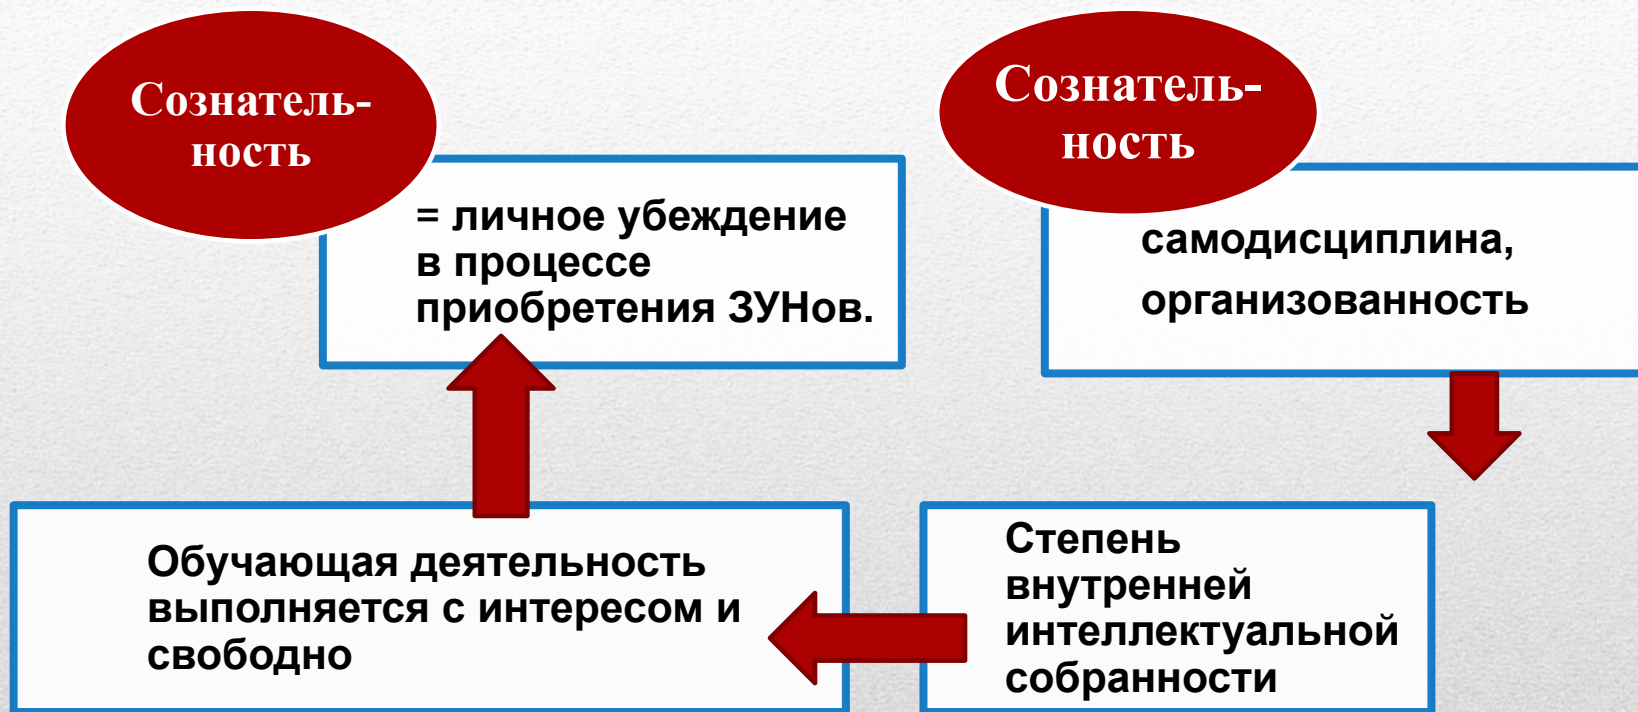 Сознатель-
ность
= личное убеждение
в процессе
приобретения ЗУНов.
Сознатель-
ность
самодисциплина,
организованность
Обучающая деятельность
выполняется с интересом и
свободно
Степень
внутренней
интеллектуальной
собранности